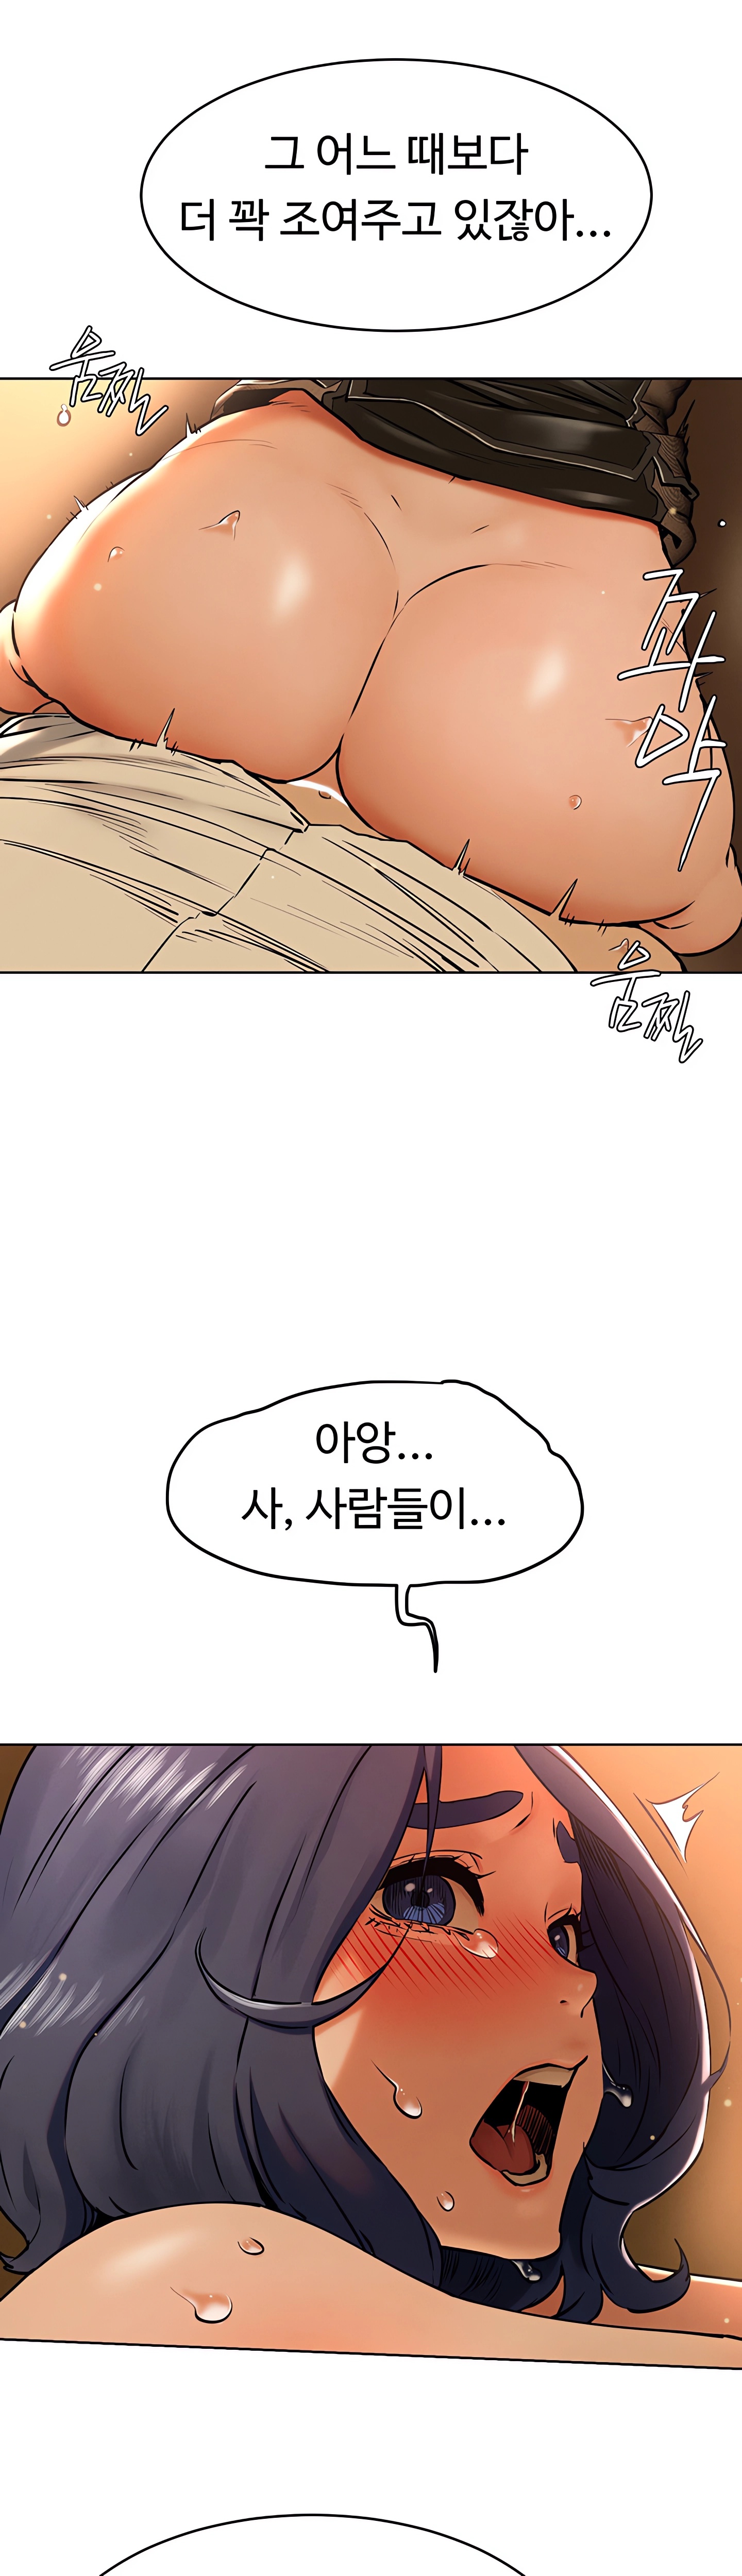 그 어느 때보다
더 꽉 조여주고 있잖아...
움찔
꽈악
움찔
아앙...
사, 사람들이...